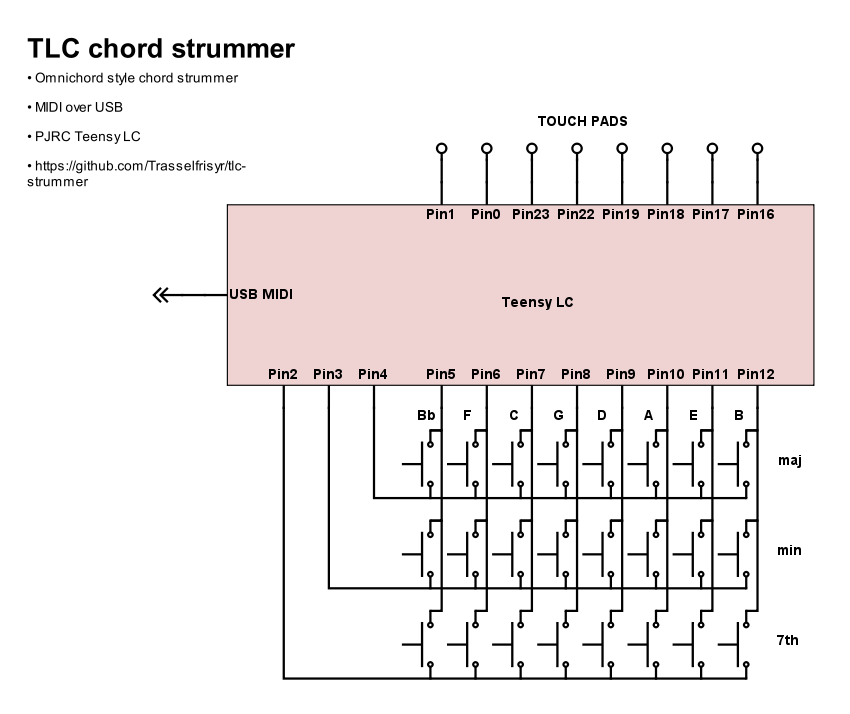 TLC chord strummer
• Omnichord style chord strummer
• MIDI over USB
• PJRC Teensy LC
• https://github.com/Trasselfrisyr/tlc-
strummer
TOUCH PADS
Pin1 Pin0 Pin23 Pin22 Pin19 Pin18 Pin17 Pin16
USB MIDI
Teensy LC
Pin2 Pin3 Pin4 Pin5 Pin6 Pin7 Pin8 Pin9 Pin10 Pin11 Pin12
Bb F C G D A E B
maj
min
7th